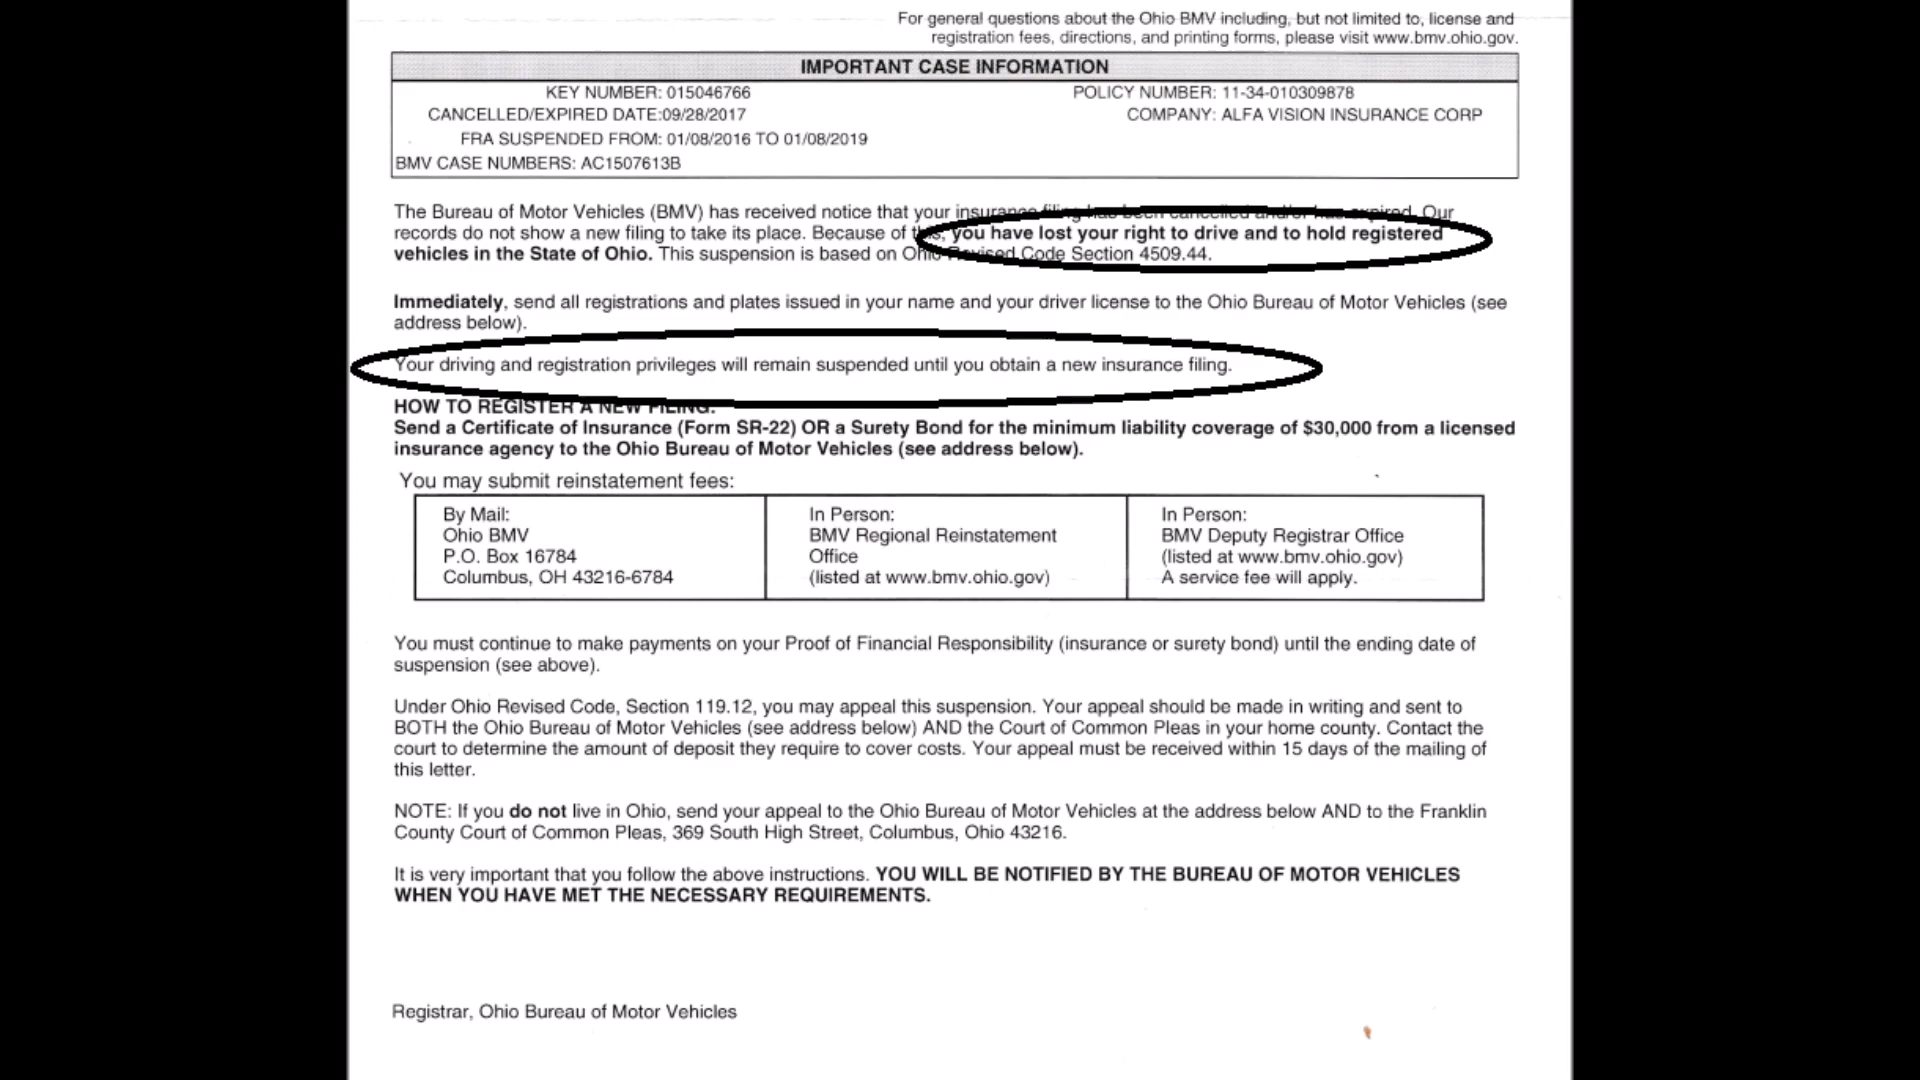 For general questions about the Ohio BMV including, but not limited to, license and
registration fees, directions, and printing forms, please visit www.bmv.ohio.gov.
IMPORTANT CASE INFORMATION
KEY NUMBER: 015046766 POLICY NUMBER: 11-34-010309878
CANCELLED/EXPIRED DATE:09/28/2017 COMPANY: ALFA VISION INSURANCE CORP
FRA SUSPENDED FROM: 01/08/2016 TO 01/08/2019
BMV CASE NUMBERS: AC1507613B
The Bureau of Motor Vehicles (BMV) has received notice that your insurance filing has been cancelled and/or has expired. Our
records do not show a new filing to take its place. Because of this, you have lost your right to drive and to hold registered
vehicles in the State of Ohio. This suspension is based on Ohio Revised Code Section 4509.44.
Immediately, send all registrations and plates issued in your name and your driver license to the Ohio Bureau of Motor Vehicles (see
address below).
Your driving and registration privileges will remain suspended until you obtain a new insurance filing.
HOW TO REGISTER A NEW FILING:
Send a Certificate of Insurance (Form SR-22) OR a Surety Bond for the minimum liability coverage of $30,000 from a licensed
insurance agency to the Ohio Bureau of Motor Vehicles (see address below).
You may submit reinstatement fees:
By Mail:
Ohio BMV
P.O. Box 16784
Columbus, OH 43216-6784
In Person:
BMV Regional Reinstatement
Office
(listed at www.bmv.ohio.gov)
In Person:
BMV Deputy Registrar Office
(listed at www.bmv.ohio.gov)
A service fee will apply.
You must continue to make payments on your Proof of Financial Responsibility (insurance or surety bond) until the ending date of
suspension (see above).
Under Ohio Revised Code, Section 119.12, you may appeal this suspension. Your appeal should be made in writing and sent to
BOTH the Ohio Bureau of Motor Vehicles (see address below) AND the Court of Common Pleas in your home county. Contact the
court to determine the amount of deposit they require to cover costs. Your appeal must be received within 15 days of the mailing of
this letter.
NOTE: If you do not live in Ohio, send your appeal to the Ohio Bureau of Motor Vehicles at the address below AND to the Franklin
County Court of Common Pleas, 369 South High Street, Columbus, Ohio 43216.
It is very important that you follow the above instructions. YOU WILL BE NOTIFIED BY THE BUREAU OF MOTOR VEHICLES
WHEN YOU HAVE MET THE NECESSARY REQUIREMENTS.
Registrar, Ohio Bureau of Motor Vehicles